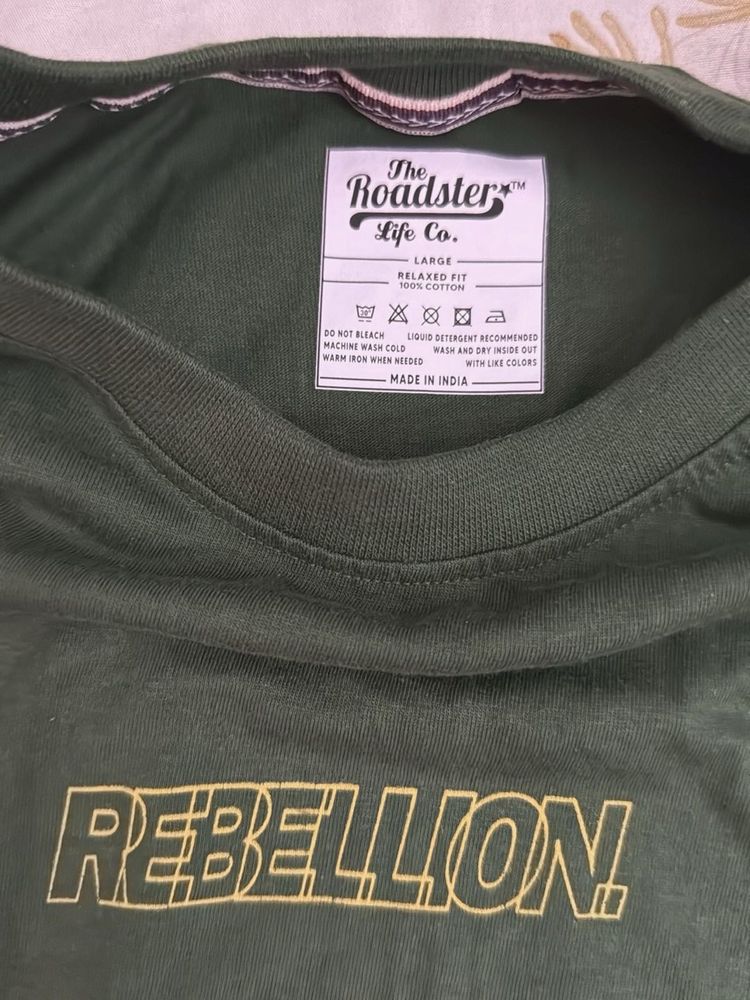 The
Roadster™
Life Co.
LARGE
RELAXED FIT
100% COTTON
30°
DO NOT BLEACH LIQUID DETERGENT RECOMMENDED
MACHINE WASH COLD WASH AND DRY INSIDE OUT
WARM IRON WHEN NEEDED WITH LIKE COLORS
MADE IN INDIA
REBELLION.